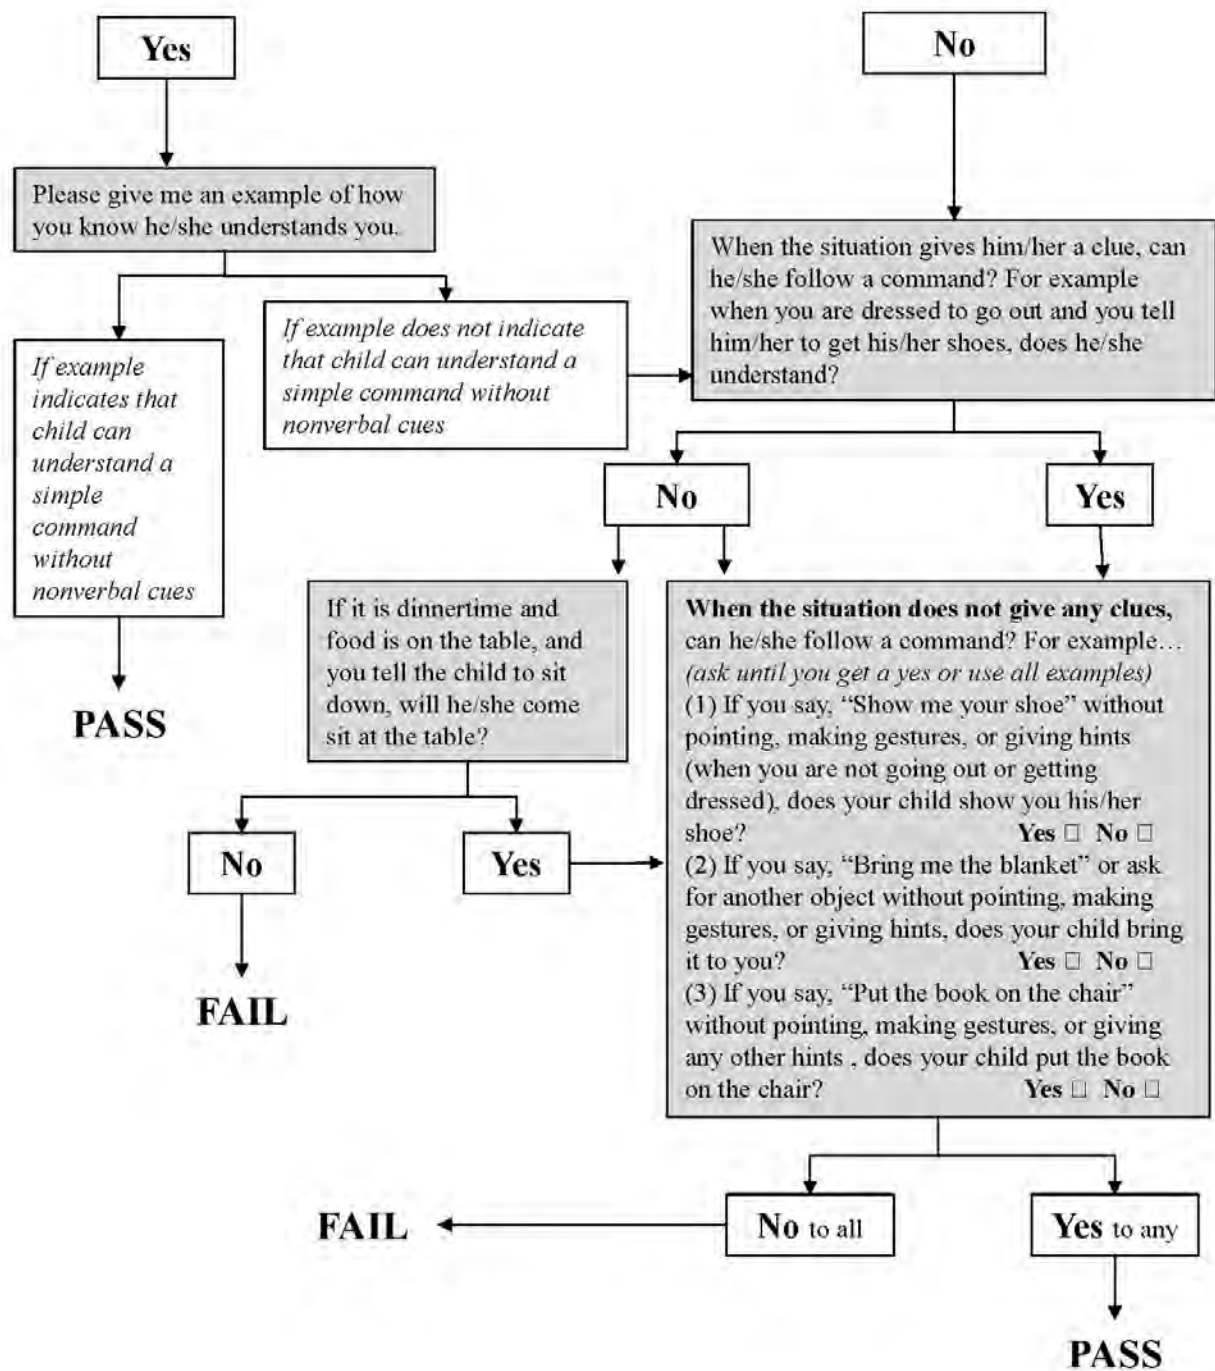 Yes
No
Please give me an example of how
you know he/she understands you.
When the situation gives him/her a clue, can
he/she follow a command? For example
when you are dressed to go out and you tell
him/her to get his/her shoes, does he/she
understand?
If example does not indicate
that child can understand a
simple command without
nonverbal cues
If example
indicates that
child can
understand a
simple
command
without
nonverbal cues
No
Yes
PASS
If it is dinnertime and
food is on the table, and
you tell the child to sit
down, will he/she come
sit at the table?
When the situation does not give any clues,
can he/she follow a command? For example…
(ask until you get a yes or use all examples)
(1) If you say, “Show me your shoe” without
pointing, making gestures, or giving hints
(when you are not going out or getting
dressed), does your child show you his/her
shoe? Yes □ No □
(2) If you say, “Bring me the blanket” or ask
for another object without pointing, making
gestures, or giving hints, does your child bring
it to you? Yes □ No □
(3) If you say, “Put the book on the chair”
without pointing, making gestures, or giving
any other hints , does your child put the book
on the chair? Yes □ No □
No
Yes
FAIL
No to all
Yes to any
FAIL
PASS